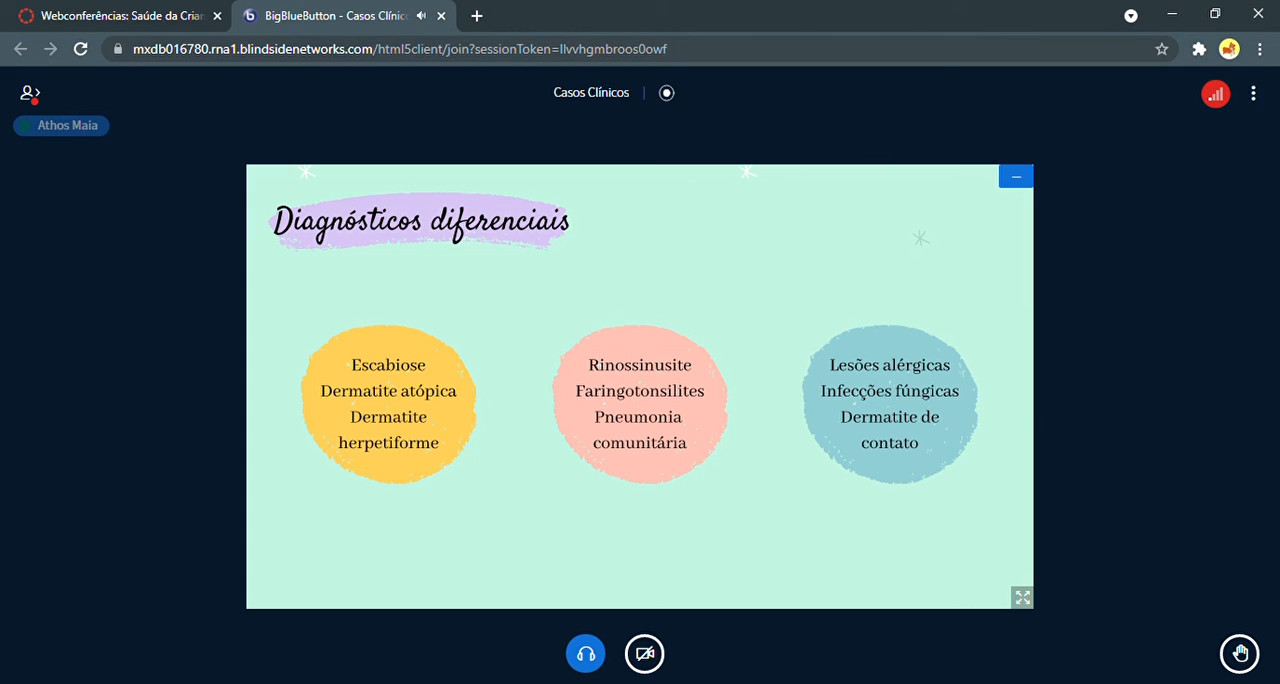 Webconferências: Saúde da Crian
BigBlueButton - Casos Clínic
mxdb016780.rna1.blindsidenetworks.com/html5client/join?sessionToken=llvvhgmbroos0owf
Casos Clínicos
Athos Maia
Diagnósticos diferenciais
Escabiose
Dermatite atópica
Dermatite
herpetiforme
Rinossinusite
Faringotonsilites
Pneumonia
comunitária
Lesões alérgicas
Infecções fúngicas
Dermatite de
contato